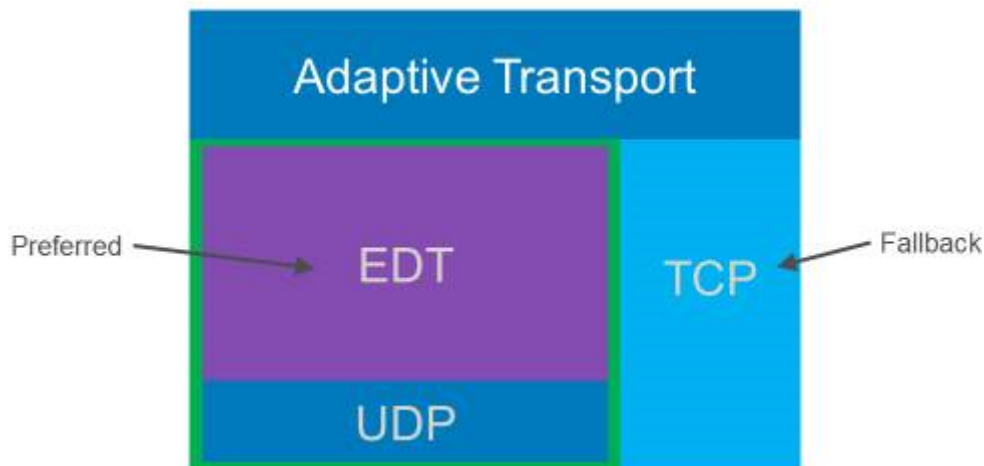 Adaptive Transport
Preferred
EDT
TCP
Fallback
UDP